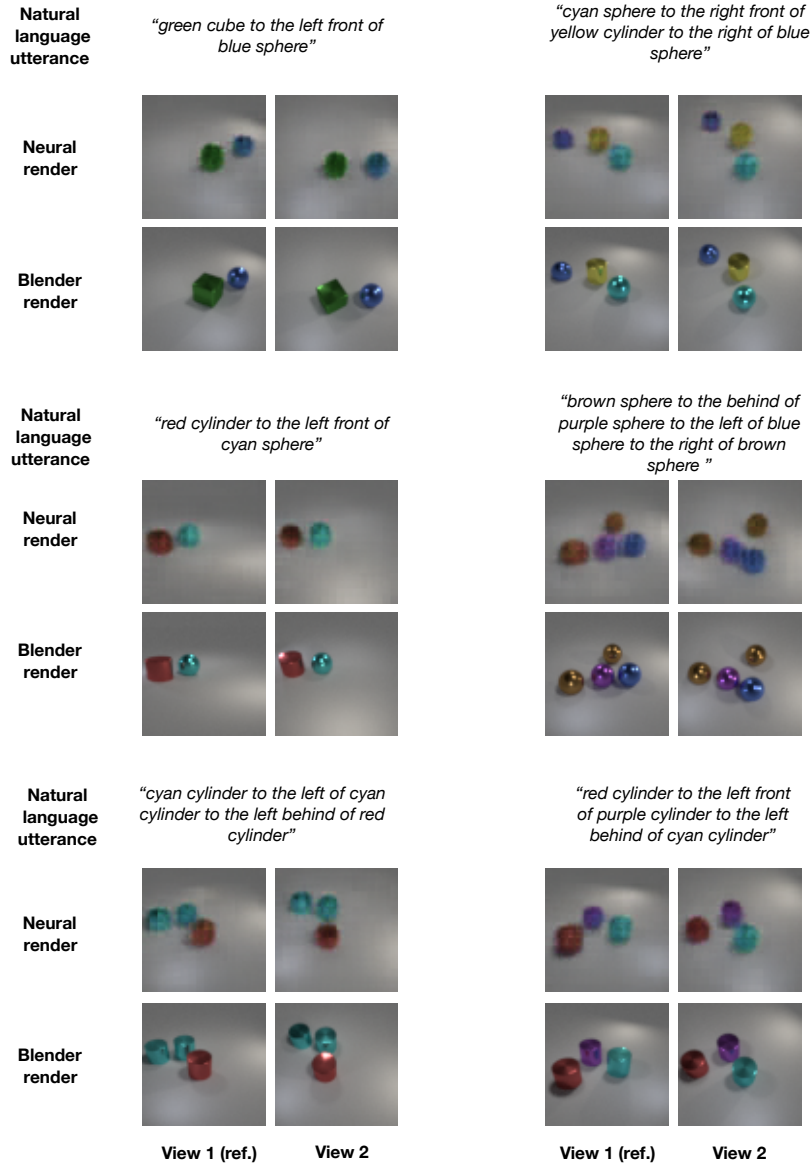 Natural
language
utterance
“green cube to the left front of
blue sphere”
“cyan sphere to the right front of
yellow cylinder to the right of blue
sphere”
Neural
render
Blender
render
Natural
language
utterance
“red cylinder to the left front of
cyan sphere”
“brown sphere to the behind of
purple sphere to the left of blue
sphere to the right of brown
sphere ”
Neural
render
Blender
render
Natural
language
utterance
“cyan cylinder to the left of cyan
cylinder to the left behind of red
cylinder”
“red cylinder to the left front
of purple cylinder to the left
behind of cyan cylinder”
Neural
render
Blender
render
View 1 (ref.)
View 2
View 1 (ref.)
View 2